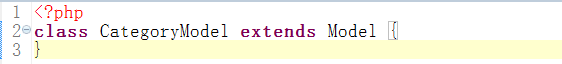 1 <?php
2 class CategoryModel extends Model {
3 }